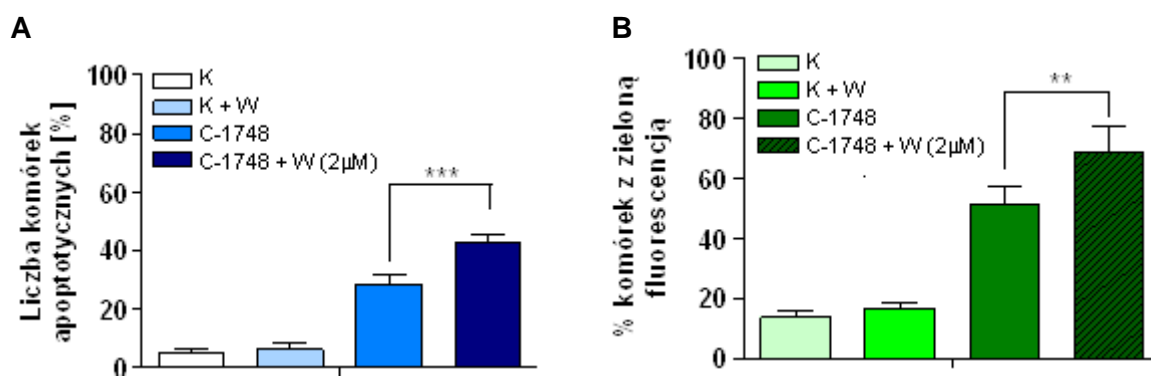 A
Liczba komórek
apoptotycznych [%]
100
80
60
40
20
0
K
K + W
C-1748
C-1748 + W (2µM)
***
B
% komórek z zieloną
fluorescencją
100
80
60
40
20
0
K
K + W
C-1748
C-1748 + W (2µM)
**